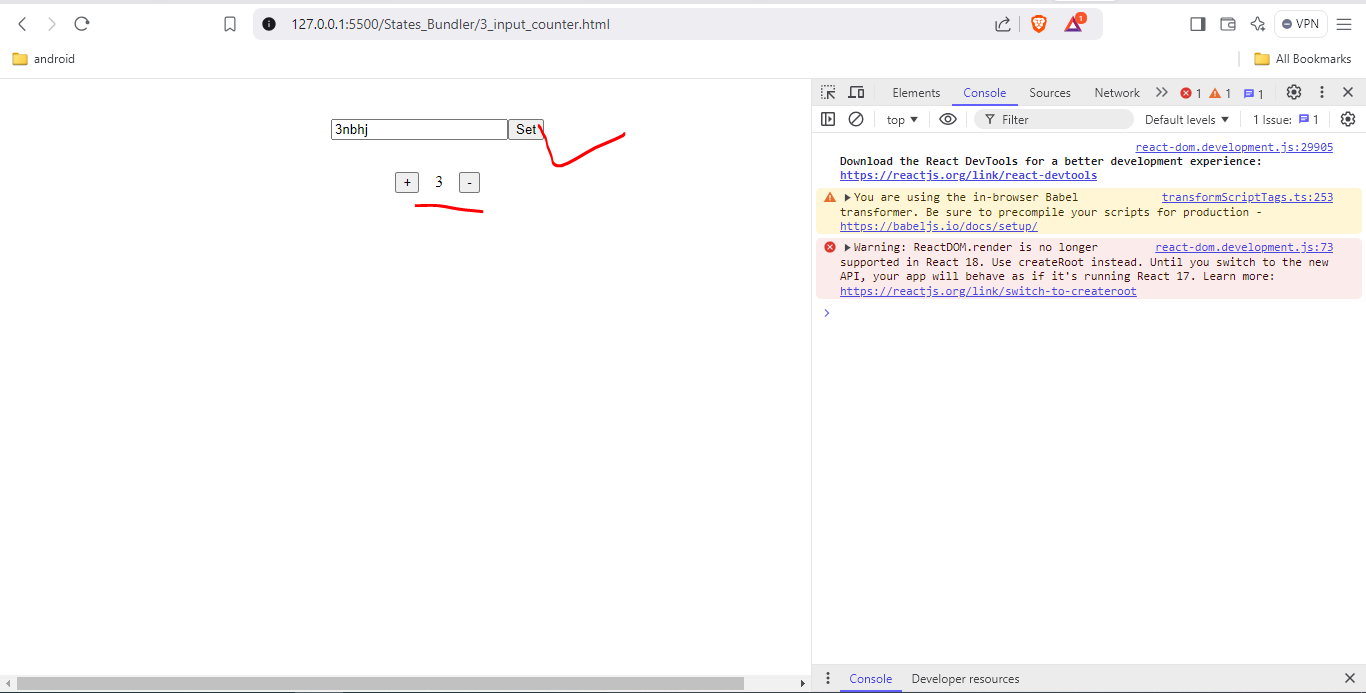 127.0.0.1:5500/States_Bundler/3_input_counter.html
1
VPN
android
All Bookmarks
Elements Console Sources Network 1 1 1
top Filter Default levels 1 Issue: 1
3nbhj Set
+ 3 -
react-dom.development.js:29905
Download the React DevTools for a better development experience:
https://reactjs.org/link/react-devtools
You are using the in-browser Babel transformScriptTags.ts:253
transformer. Be sure to precompile your scripts for production -
https://babeljs.io/docs/setup/
Warning: ReactDOM.render is no longer react-dom.development.js:73
supported in React 18. Use createRoot instead. Until you switch to the new
API, your app will behave as if it's running React 17. Learn more:
https://reactjs.org/link/switch-to-createroot
Console Developer resources